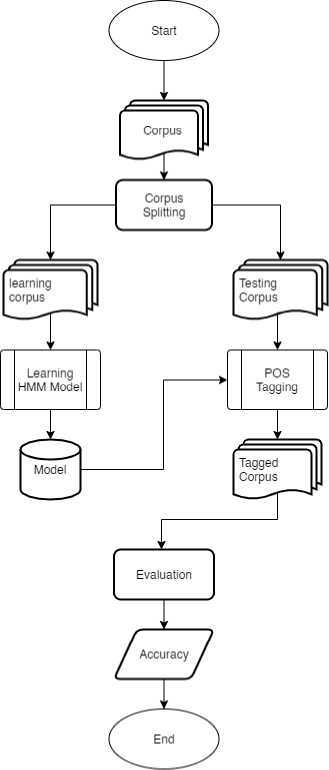 Start
Corpus
Corpus
Splitting
learning
corpus
Testing
Corpus
Learning
HMM Model
POS
Tagging
Model
Tagged
Corpus
Evaluation
Accuracy
End